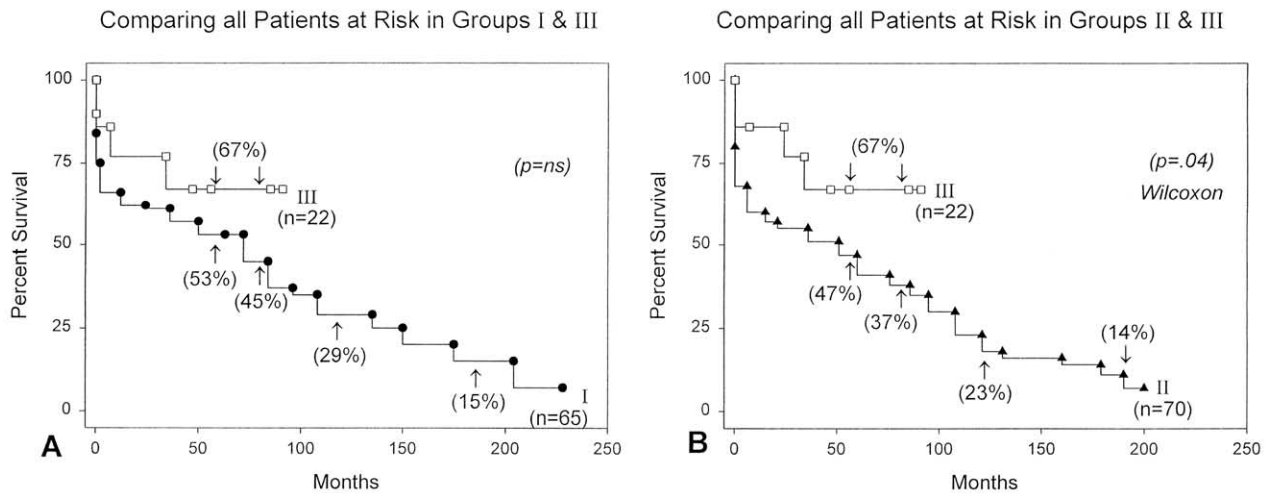 Comparing all Patients at Risk in Groups I & III
100
75
50
25
0
Percent Survival
(67%)
(p=ns)
III
(n=22)
(53%)
(45%)
(29%)
(15%)
I
(n=65)
0 50 100 150 200 250
Months
A
Comparing all Patients at Risk in Groups II & III
100
75
50
25
0
Percent Survival
(67%)
(p=.04)
Wilcoxon
III
(n=22)
(47%)
(37%)
(14%)
(23%)
II
(n=70)
0 50 100 150 200 250
Months
B